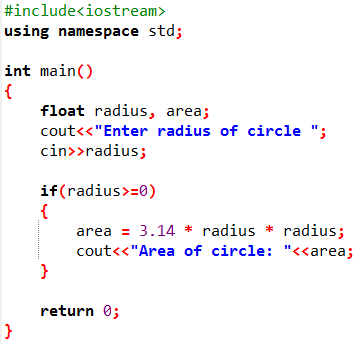 #include<iostream>
using namespace std;
int main()
{
float radius, area;
cout<<"Enter radius of circle ";
cin>>radius;
if(radius>=0)
{
area = 3.14 * radius * radius;
cout<<"Area of circle: "<<area;
}
return 0;
}